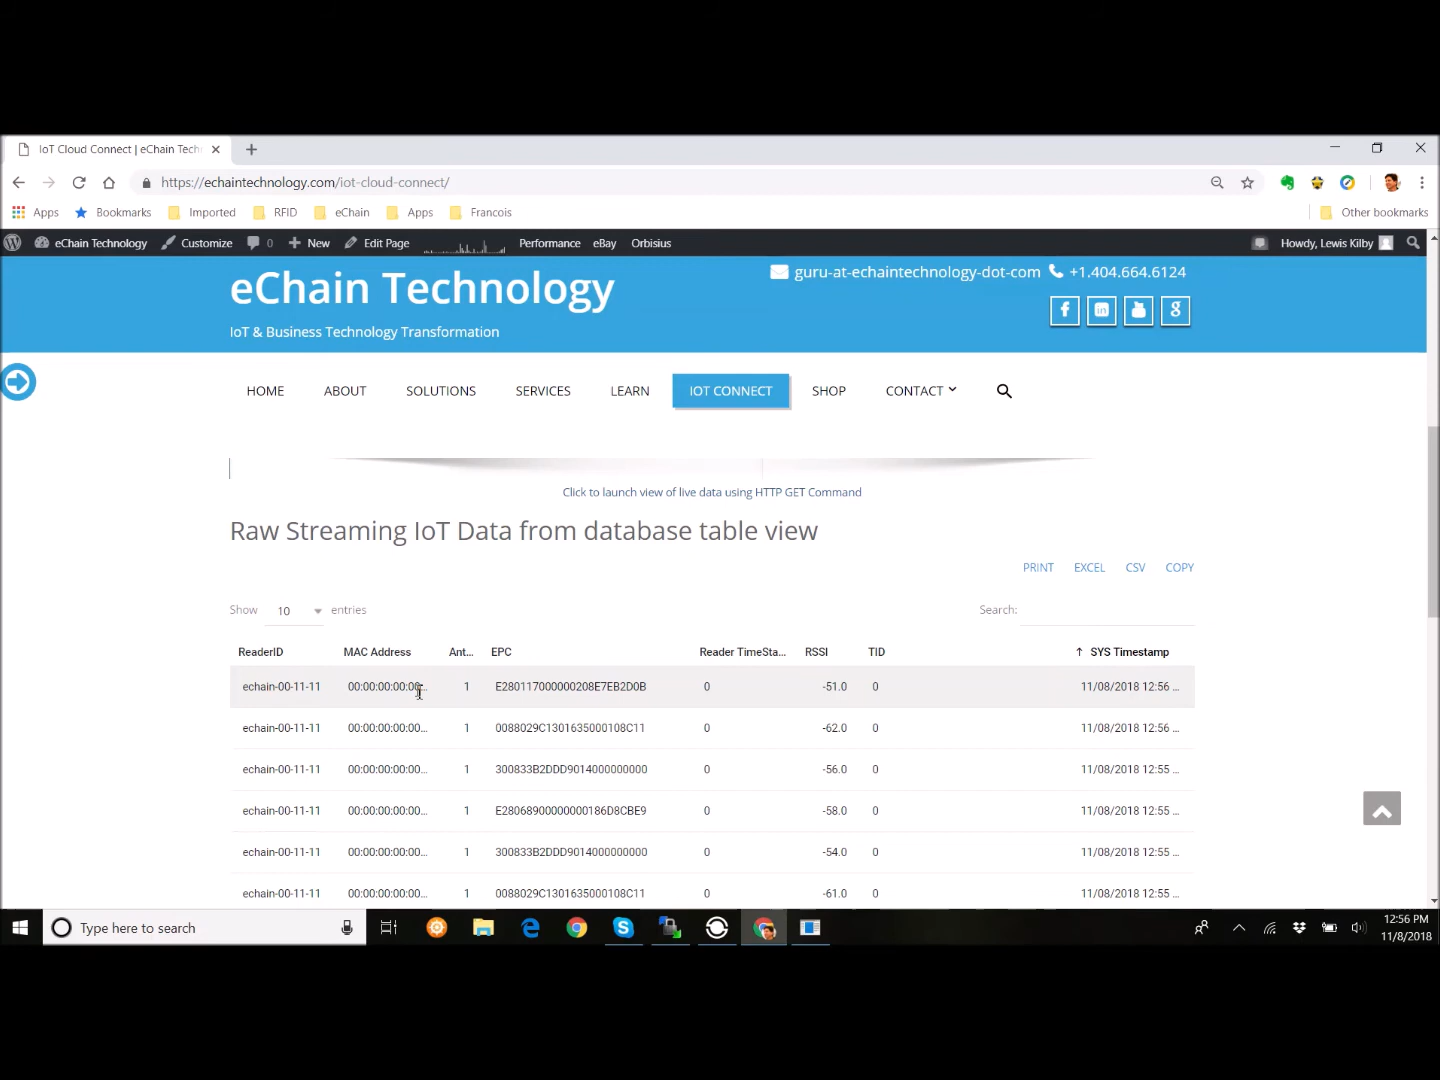 IoT Cloud Connect | eChain Tech
https://echaintechnology.com/iot-cloud-connect/
Apps Bookmarks Imported RFID eChain Apps Francois Other bookmarks
eChain Technology Customize 0 New Edit Page Performance eBay Orbisius Howdy, Lewis Kilby
eChain Technology
guru-at-echaintechnology-dot-com +1.404.664.6124
IoT & Business Technology Transformation
HOME ABOUT SOLUTIONS SERVICES LEARN IOT CONNECT SHOP CONTACT
Click to launch view of live data using HTTP GET Command
Raw Streaming IoT Data from database table view
PRINT EXCEL CSV COPY
Show 10 entries Search:
ReaderID MAC Address Ant... EPC Reader TimeSta... RSSI TID SYS Timestamp
echain-00-11-11 00:00:00:00:00... 1 E280117000000208E7EB2D0B 0 -51.0 0 11/08/2018 12:56 ...
echain-00-11-11 00:00:00:00:00... 1 0088029C1301635000108C11 0 -62.0 0 11/08/2018 12:56 ...
echain-00-11-11 00:00:00:00:00... 1 300833B2DDD9014000000000 0 -56.0 0 11/08/2018 12:55 ...
echain-00-11-11 00:00:00:00:00... 1 E28068900000000186D8CBE9 0 -58.0 0 11/08/2018 12:55 ...
echain-00-11-11 00:00:00:00:00... 1 300833B2DDD9014000000000 0 -54.0 0 11/08/2018 12:55 ...
echain-00-11-11 00:00:00:00:00... 1 0088029C1301635000108C11 0 -61.0 0 11/08/2018 12:55 ...
Type here to search
12:56 PM
11/8/2018